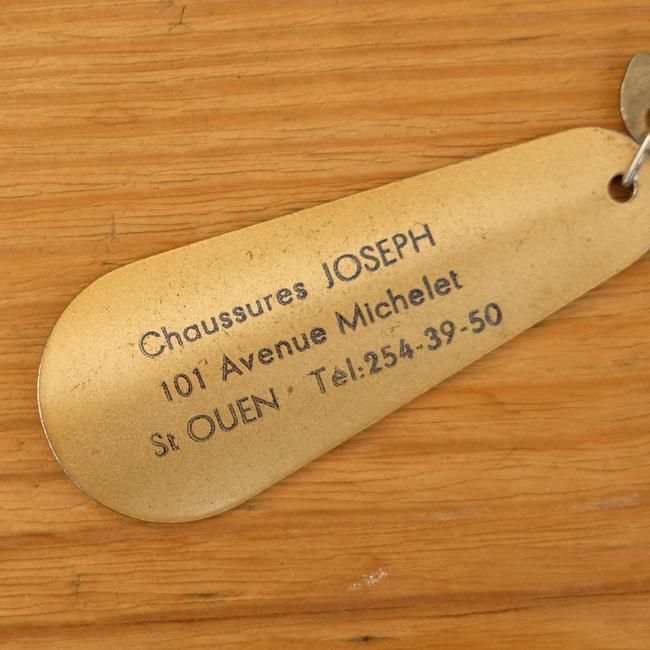 Chaussures JOSEPH
101 Avenue Michelet
St OUEN Tél:254-39-50